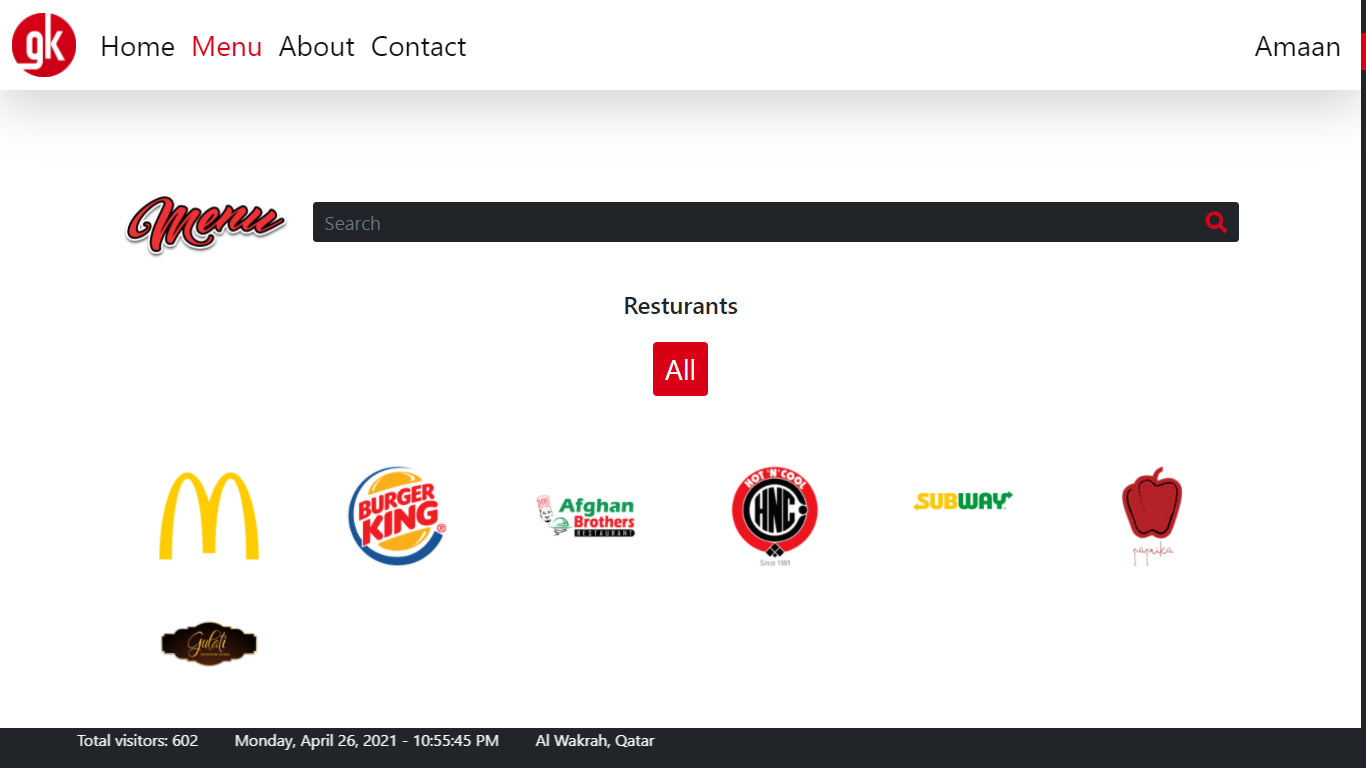 gk Home Menu About Contact Amaan
Menu
Search
Resturants
All
BURGER
KING®
Afghan
Brothers
RESTAURANT
HOT 'N' COOL
HNC
Since 1991
SUBWAY
paprika
Gulati
Total visitors: 602 Monday, April 26, 2021 - 10:55:45 PM Al Wakrah, Qatar